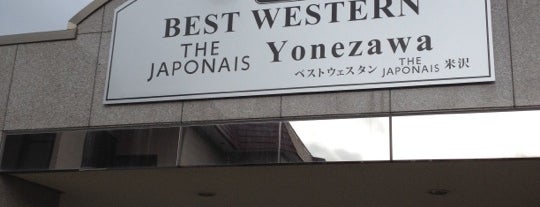 BEST WESTERN
THE JAPONAIS Yonezawa
ベストウェスタン THE JAPONAIS 米沢